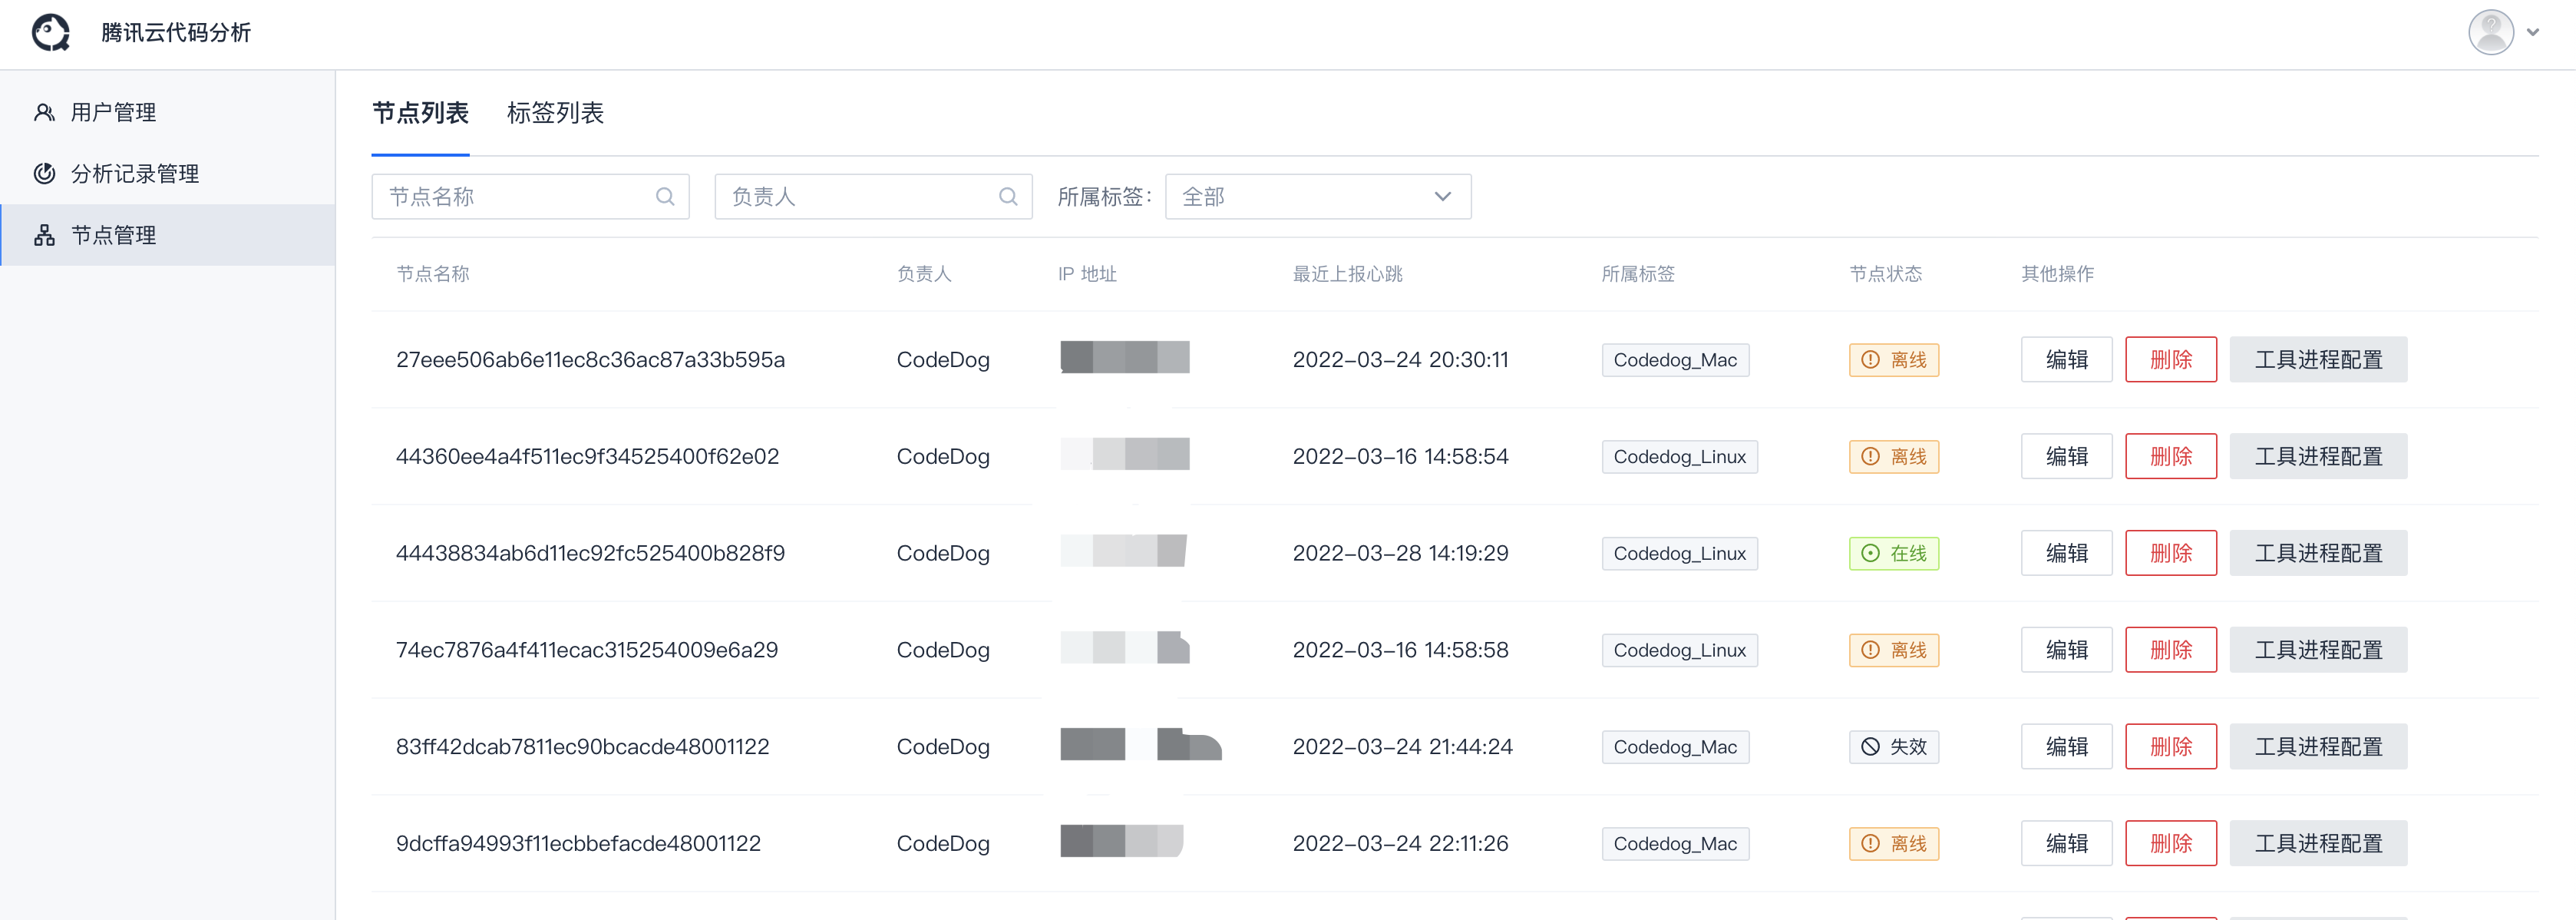 腾讯云代码分析
用户管理
分析记录管理
节点管理
节点列表 标签列表
节点名称 负责人 所属标签: 全部
节点名称 负责人 IP 地址 最近上报心跳 所属标签 节点状态 其他操作
27eee506ab6e11ec8c36ac87a33b595a CodeDog 2022-03-24 20:30:11 Codedog_Mac 离线 编辑 删除 工具进程配置
44360ee4a4f511ec9f34525400f62e02 CodeDog 2022-03-16 14:58:54 Codedog_Linux 离线 编辑 删除 工具进程配置
44438834ab6d11ec92fc525400b828f9 CodeDog 2022-03-28 14:19:29 Codedog_Linux 在线 编辑 删除 工具进程配置
74ec7876a4f411ecac315254009e6a29 CodeDog 2022-03-16 14:58:58 Codedog_Linux 离线 编辑 删除 工具进程配置
83ff42dcab7811ec90bcacde48001122 CodeDog 2022-03-24 21:44:24 Codedog_Mac 失效 编辑 删除 工具进程配置
9dcffa94993f11ecbbefacde48001122 CodeDog 2022-03-24 22:11:26 Codedog_Mac 离线 编辑 删除 工具进程配置